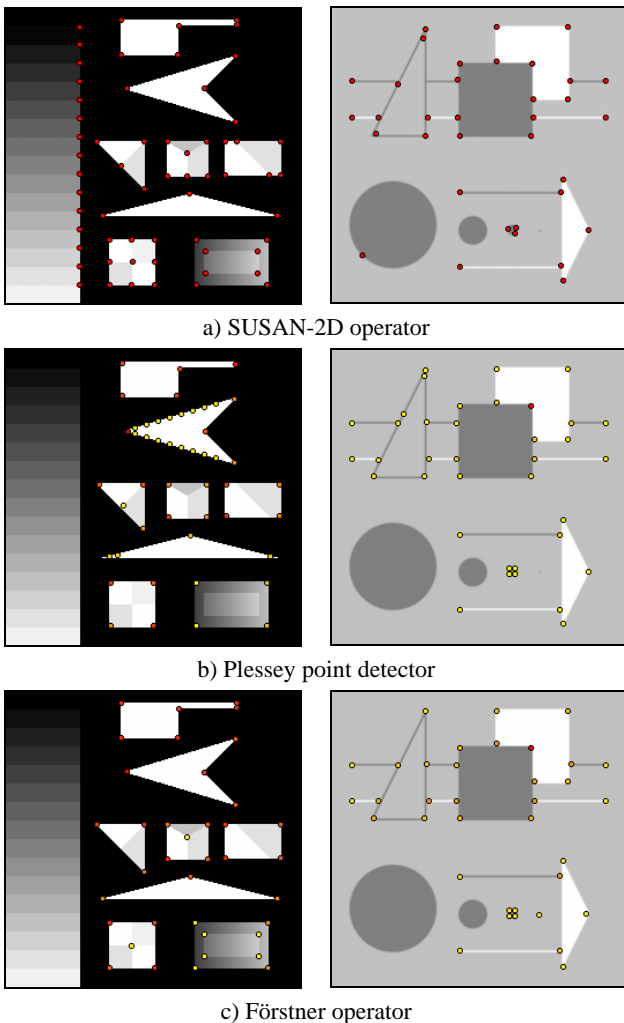 a) SUSAN-2D operator
b) Plessey point detector
c) Förstner operator